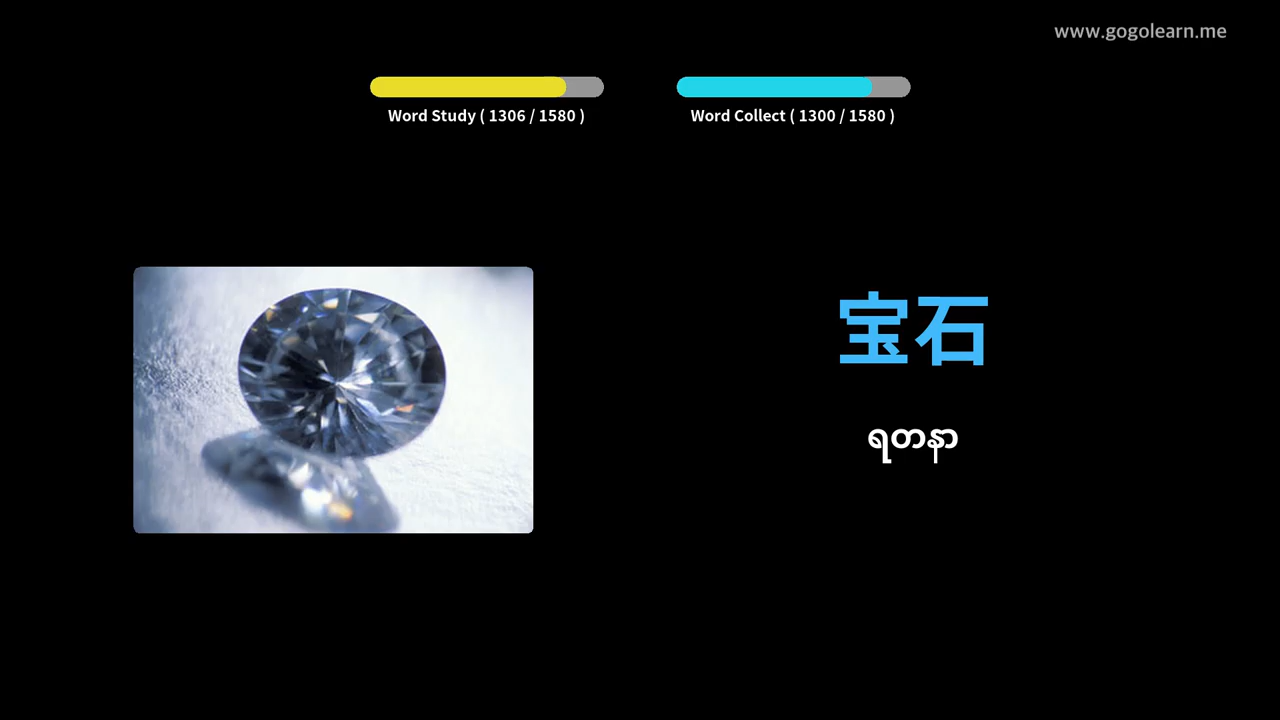 www.gogolearn.me
Word Study ( 1306 / 1580 )
Word Collect ( 1300 / 1580 )
宝石
ရတနာ